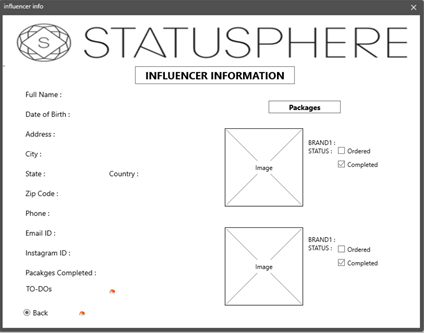 influencer info
S STATUSPHERE
INFLUENCER INFORMATION
Full Name :
Packages
Date of Birth :
Address :
City :
State : Country :
Zip Code :
Phone :
Email ID :
Instagram ID :
Pacakges Completed :
TO-DOs
Back
Image
BRAND1 :
STATUS : Ordered
Completed
Image
BRAND1 :
STATUS : Ordered
Completed